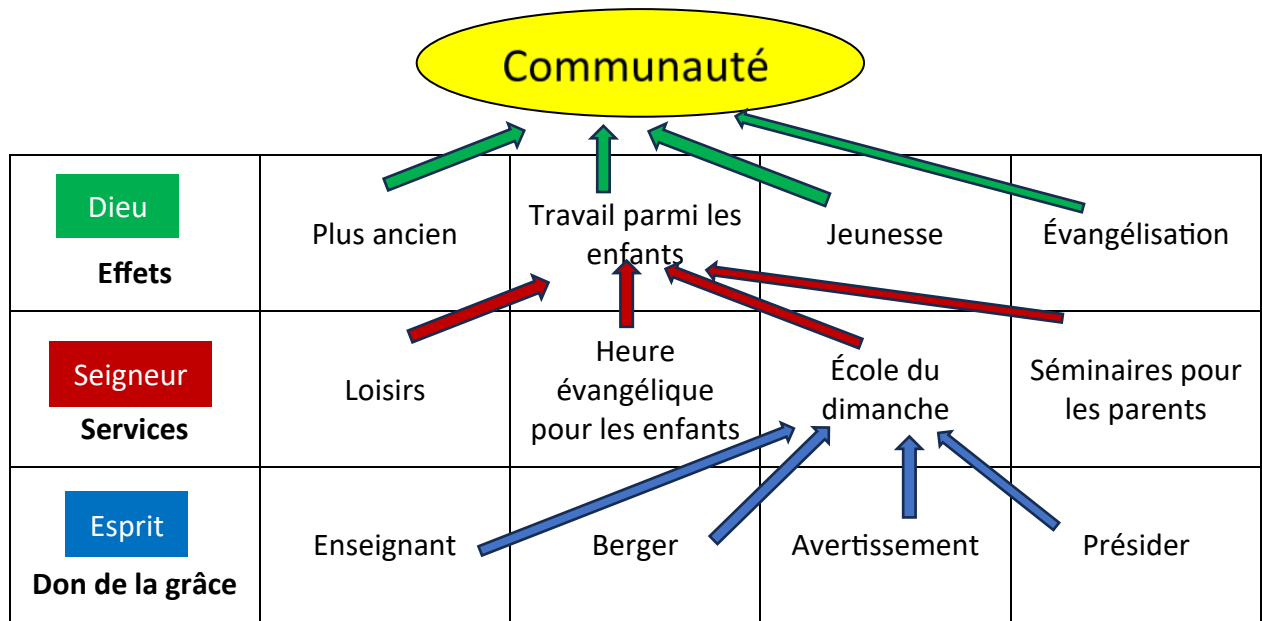 Communauté
Dieu
Effets
Plus ancien
Travail parmi les
enfants
Jeunesse
Évangélisation
Seigneur
Services
Loisirs
Heure
évangélique
pour les enfants
École du
dimanche
Séminaires pour
les parents
Esprit
Don de la grâce
Enseignant
Berger
Avertissement
Présider